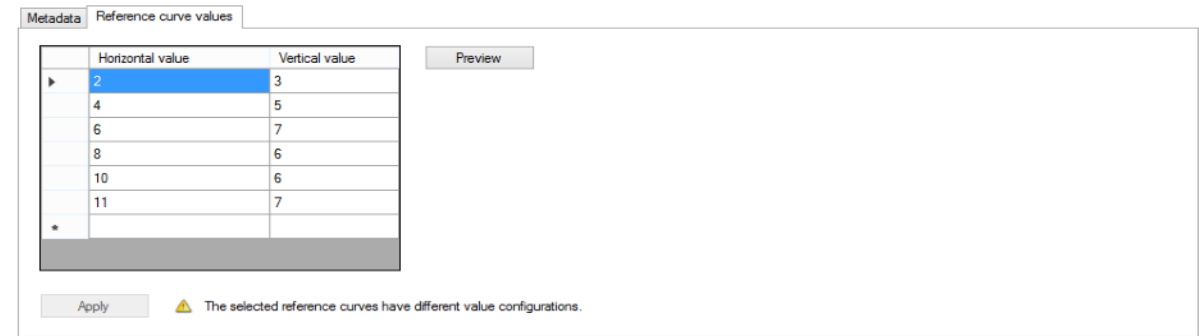 Metadata Reference curve values
Horizontal value Vertical value Preview
2 3
4 5
6 7
8 6
10 6
11 7
*
Apply The selected reference curves have different value configurations.